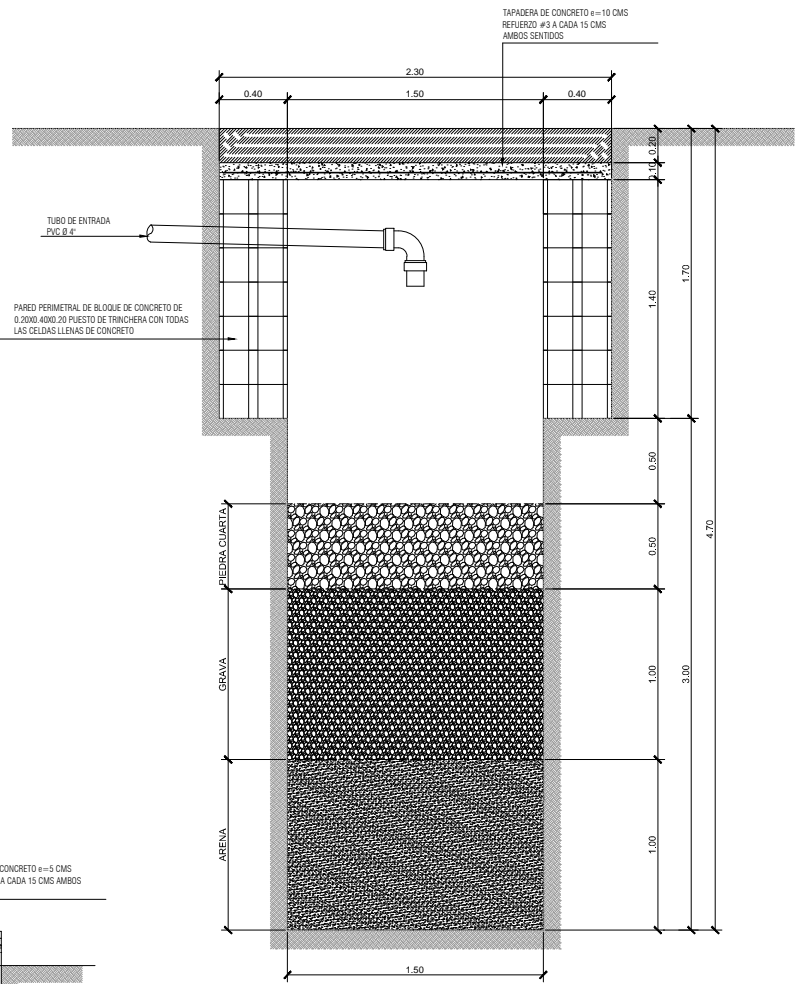 TAPADERA DE CONCRETO e=10 CMS
REFUERZO #3 A CADA 15 CMS
AMBOS SENTIDOS
2.30
0.40
1.50
0.40
0.20
0.10
TUBO DE ENTRADA
PVC Ø 4"
1.70
1.40
PARED PERIMETRAL DE BLOQUE DE CONCRETO DE
0.20X0.40X0.20 PUESTO DE TRINCHERA CON TODAS
LAS CELDAS LLENAS DE CONCRETO
0.50
4.70
PIEDRA CUARTA
0.50
GRAVA
1.00
3.00
ARENA
1.00
CONCRETO e=5 CMS
A CADA 15 CMS AMBOS
1.50